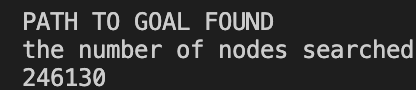 PATH TO GOAL FOUND
the number of nodes searched
246130